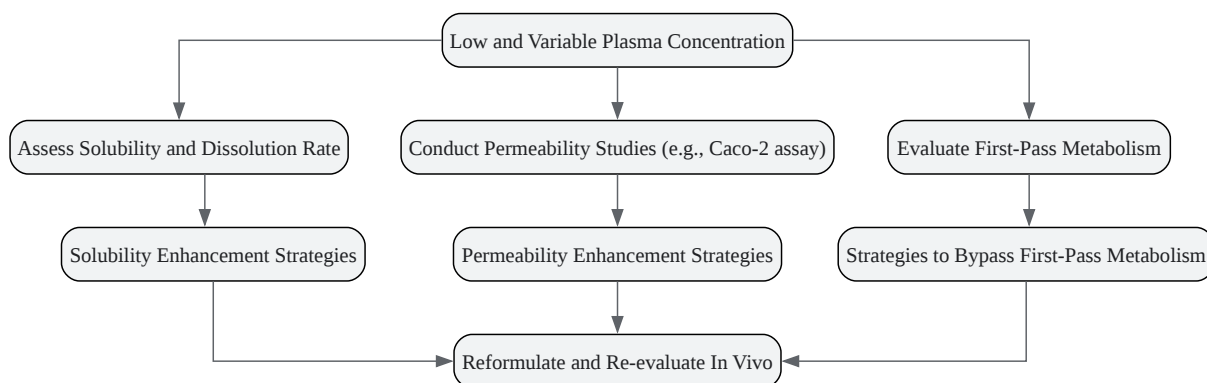 Low and Variable Plasma Concentration
Assess Solubility and Dissolution Rate
Conduct Permeability Studies (e.g., Caco-2 assay)
Evaluate First-Pass Metabolism
Solubility Enhancement Strategies
Permeability Enhancement Strategies
Strategies to Bypass First-Pass Metabolism
Reformulate and Re-evaluate In Vivo